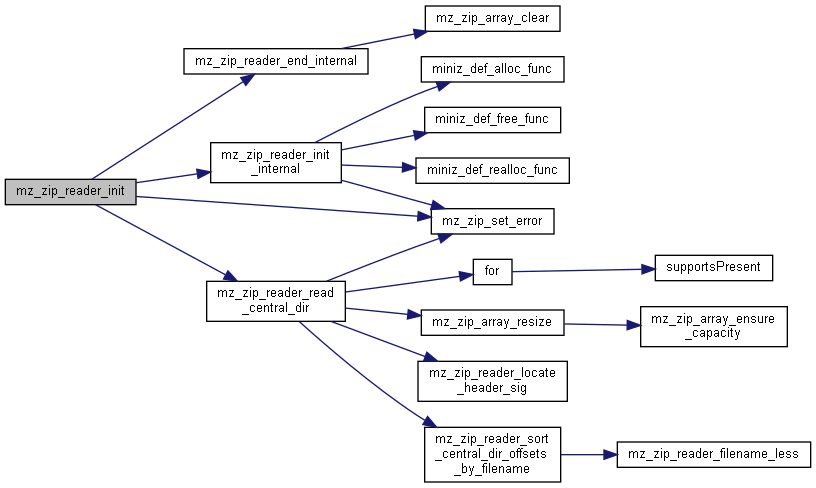 mz_zip_reader_init
mz_zip_reader_end_internal
mz_zip_array_clear
mz_zip_reader_init
_internal
miniz_def_alloc_func
miniz_def_free_func
miniz_def_realloc_func
mz_zip_set_error
mz_zip_reader_read
_central_dir
for
supportsPresent
mz_zip_array_resize
mz_zip_array_ensure
_capacity
mz_zip_reader_locate
_header_sig
mz_zip_reader_sort
_central_dir_offsets
_by_filename
mz_zip_reader_filename_less